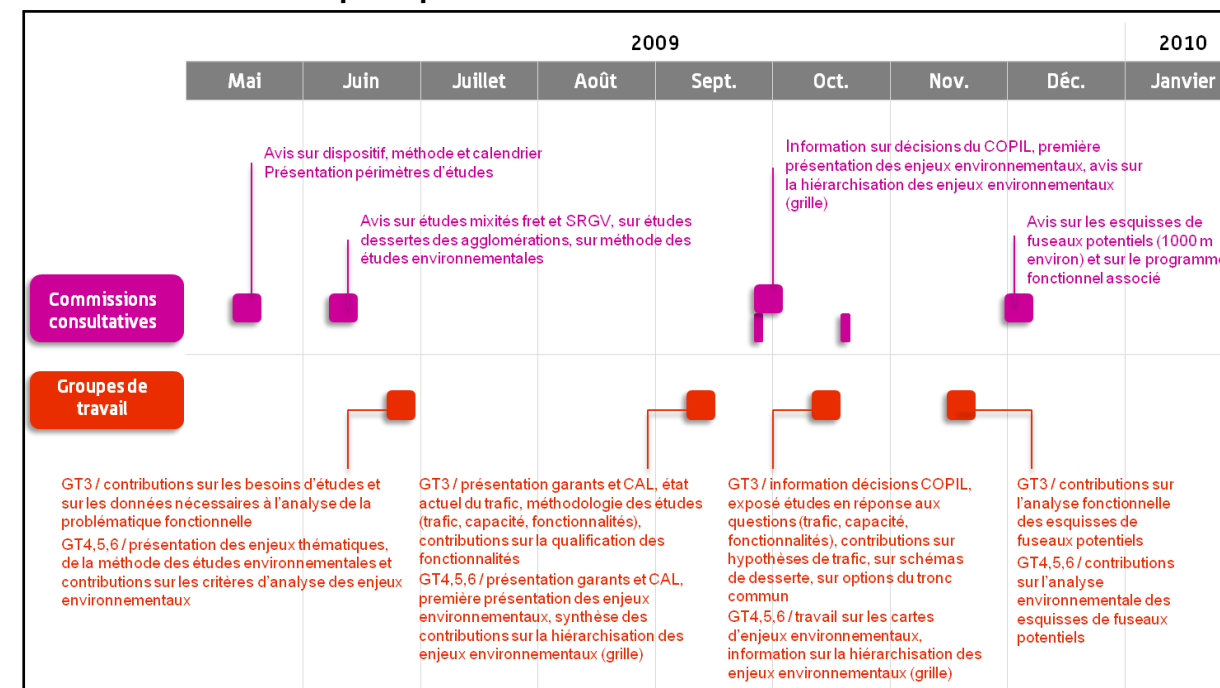 2009
2010
Mai
Juin
Juillet
Août
Sept.
Oct.
Nov.
Déc.
Janvier
Avis sur dispositif, méthode et calendrier
Présentation périmètres d'études
Avis sur études mixités fret et SRGV, sur études
dessertes des agglomérations, sur méthode des
études environnementales
Information sur décisions du COPIL, première
présentation des enjeux environnementaux, avis sur
la hiérarchisation des enjeux environnementaux
(grille)
Avis sur les esquisses de
fuseaux potentiels (1000 m
environ) et sur le programme
fonctionnel associé
Commissions
consultatives
Groupes de
travail
GT3 / contributions sur les besoins d'études et
sur les données nécessaires à l'analyse de la
problématique fonctionnelle
GT4,5,6 / présentation des enjeux thématiques,
de la méthode des études environnementales et
contributions sur les critères d'analyse des enjeux
environnementaux
GT3 / présentation garants et CAL, état
actuel du trafic, méthodologie des études
(trafic, capacité, fonctionnalités),
contributions sur la qualification des
fonctionnalités
GT4,5,6 / présentation garants et CAL,
première présentation des enjeux
environnementaux, synthèse des
contributions sur la hiérarchisation des
enjeux environnementaux (grille)
GT3 / information décisions COPIL,
exposé études en réponse aux
questions (trafic, capacité,
fonctionnalités), contributions sur
hypothèses de trafic, sur schémas
de desserte, sur options du tronc
commun
GT4,5,6 / travail sur les cartes
d'enjeux environnementaux,
information sur la hiérarchisation des
enjeux environnementaux (grille)
GT3 / contributions sur
l'analyse fonctionnelle
des esquisses de
fuseaux potentiels
GT4,5,6 / contributions
sur l'analyse
environnementale des
esquisses de fuseaux
potentiels